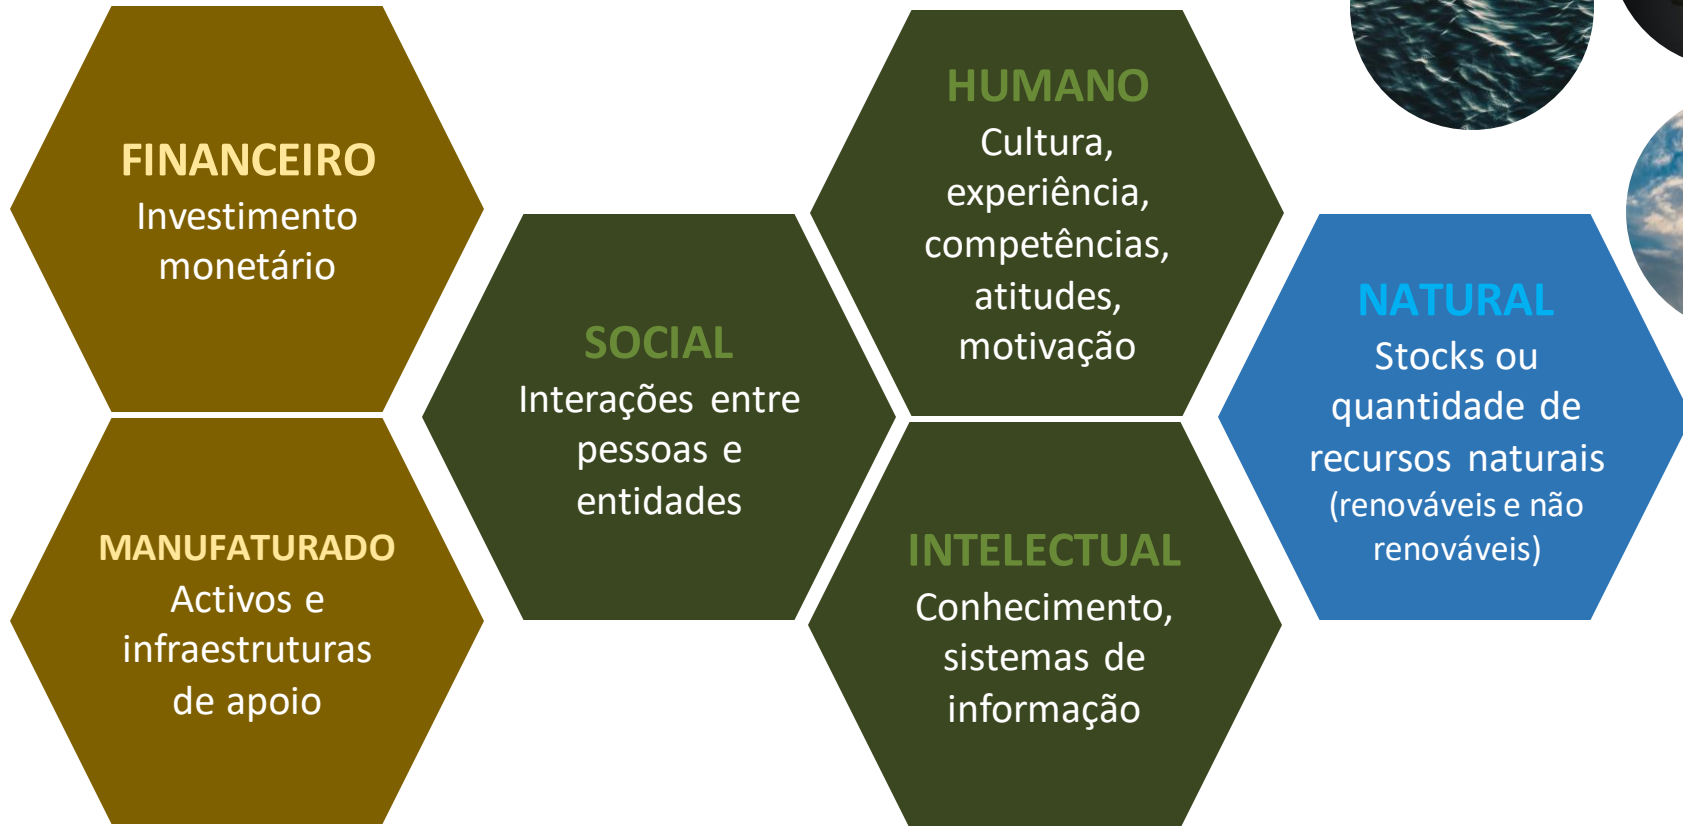 FINANCEIRO
Investimento
monetário
MANUFATURADO
Activos e
infraestruturas
de apoio
SOCIAL
Interações entre
pessoas e
entidades
HUMANO
Cultura,
experiência,
competências,
atitudes,
motivação
INTELECTUAL
Conhecimento,
sistemas de
informação
NATURAL
Stocks ou
quantidade de
recursos naturais
(renováveis e não
renováveis)